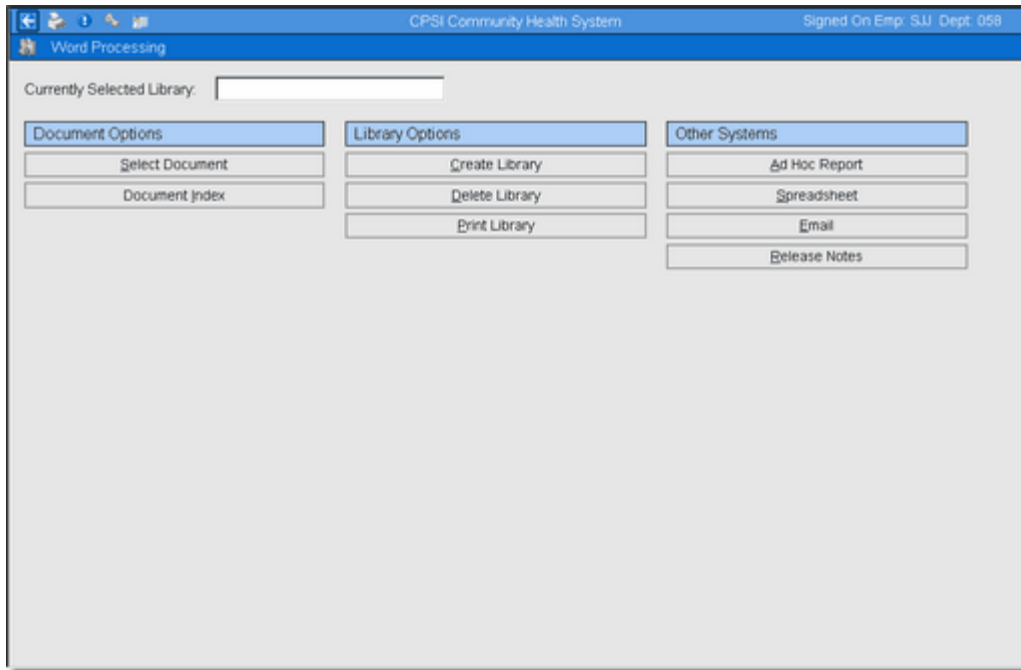 CPSI Community Health System
Signed On Emp: SJJ Dept: 058
Word Processing
Currently Selected Library:
Document Options
Select Document
Document Index
Library Options
Create Library
Delete Library
Print Library
Other Systems
Ad Hoc Report
Spreadsheet
Email
Release Notes